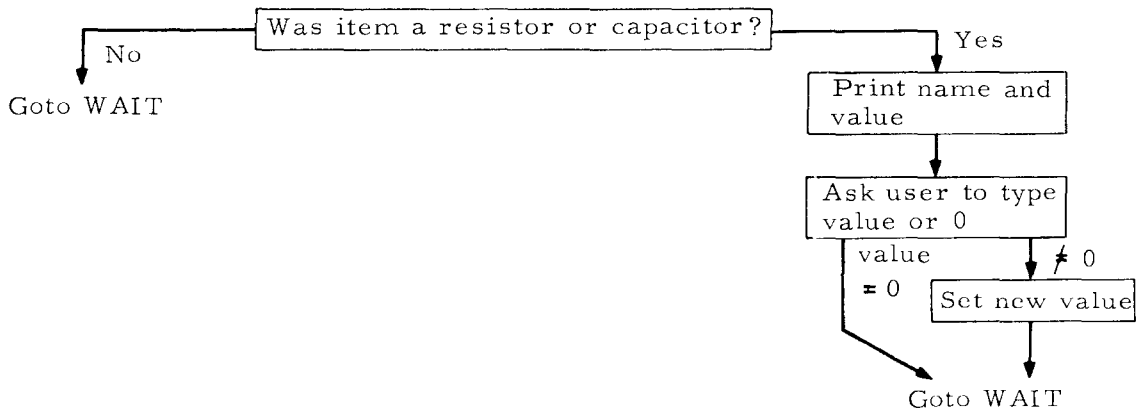 Was item a resistor or capacitor?
No
Yes
Goto WAIT
Print name and
value
Ask user to type
value or 0
value
= 0
≠ 0
Set new value
Goto WAIT